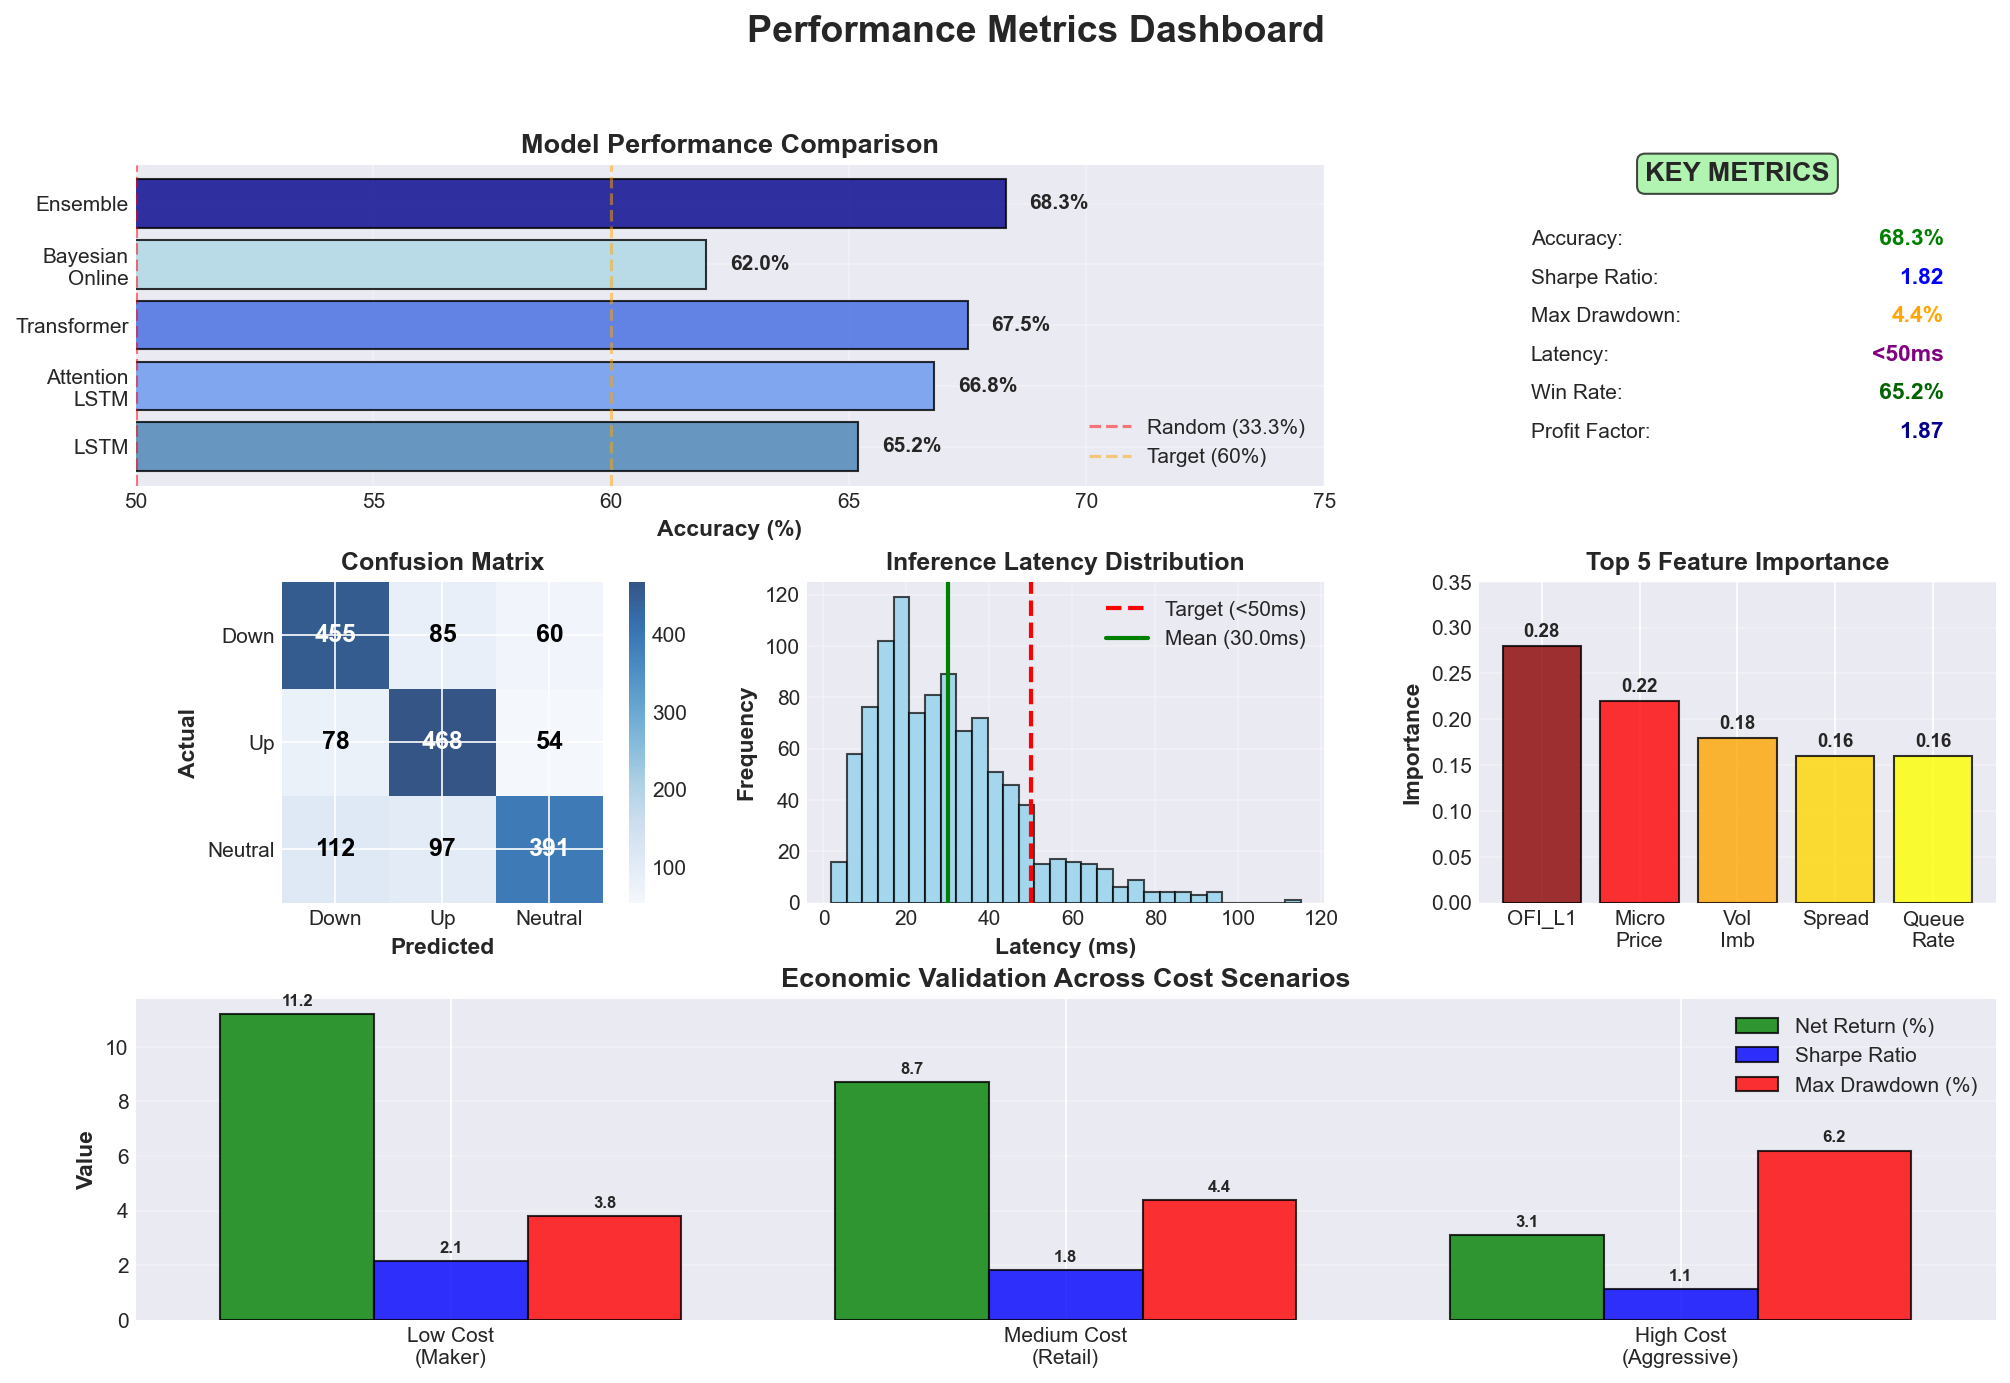 Performance Metrics Dashboard
Model Performance Comparison
Ensemble
68.3%
Bayesian
Online
62.0%
Transformer
67.5%
Attention
LSTM
66.8%
LSTM
65.2%
Random (33.3%)
Target (60%)
50 55 60 65 70 75
Accuracy (%)
KEY METRICS
Accuracy: 68.3%
Sharpe Ratio: 1.82
Max Drawdown: 4.4%
Latency: <50ms
Win Rate: 65.2%
Profit Factor: 1.87
Confusion Matrix
Actual
Down 455 85 60
Up 78 468 54
Neutral 112 97 391
Down Up Neutral
Predicted
400
300
200
100
Inference Latency Distribution
Frequency
120
100
80
60
40
20
0
Target (<50ms)
Mean (30.0ms)
0 20 40 60 80 100 120
Latency (ms)
Top 5 Feature Importance
Importance
0.35
0.30
0.25
0.20
0.15
0.10
0.05
0.00
0.28
0.22
0.18
0.16
0.16
OFI_L1
Micro
Price
Vol
Imb
Spread
Queue
Rate
Economic Validation Across Cost Scenarios
Value
10
8
6
4
2
0
11.2
2.1
3.8
8.7
1.8
4.4
3.1
1.1
6.2
Net Return (%)
Sharpe Ratio
Max Drawdown (%)
Low Cost
(Maker)
Medium Cost
(Retail)
High Cost
(Aggressive)